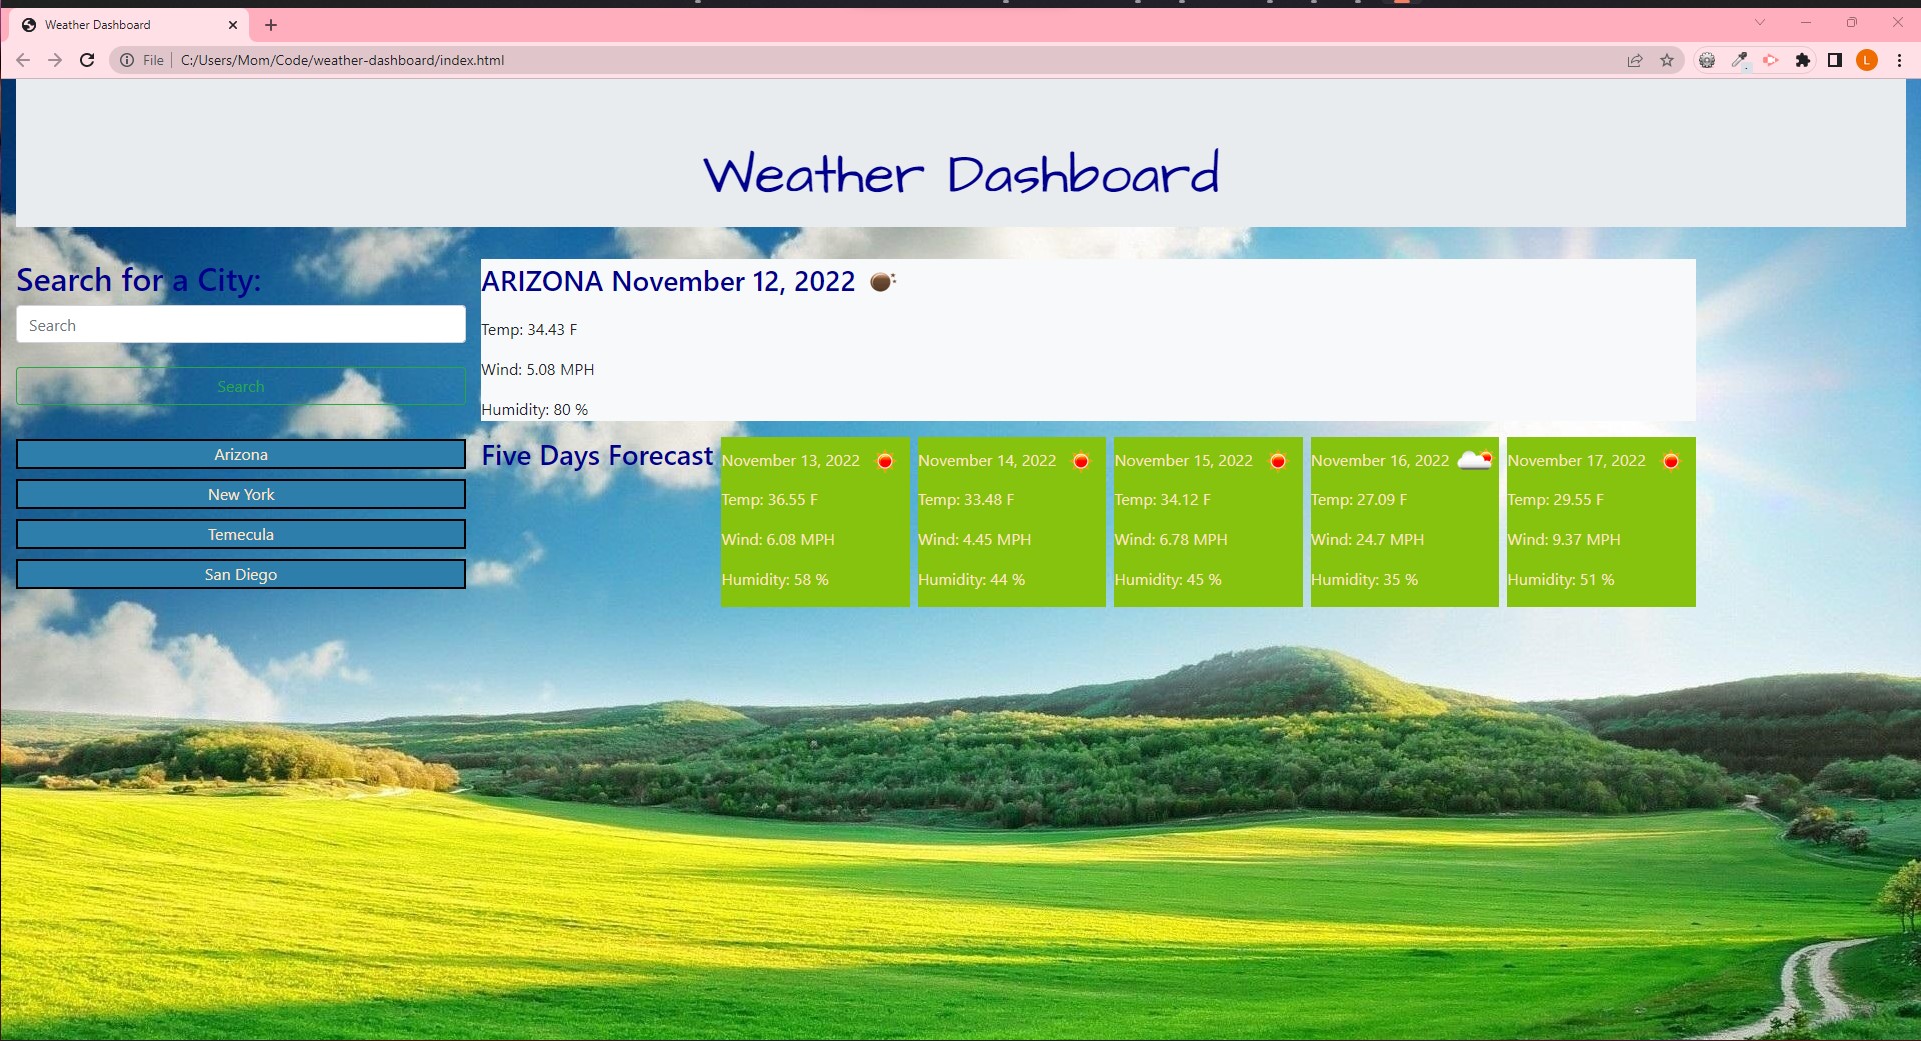 Weather Dashboard
File
C:/Users/Mom/Code/weather-dashboard/index.html
L
Weather Dashboard
Search for a City:
Search
Search
Arizona
New York
Temecula
San Diego
ARIZONA November 12, 2022
Temp: 34.43 F
Wind: 5.08 MPH
Humidity: 80 %
Five Days Forecast
November 13, 2022
Temp: 36.55 F
Wind: 6.08 MPH
Humidity: 58 %
November 14, 2022
Temp: 33.48 F
Wind: 4.45 MPH
Humidity: 44 %
November 15, 2022
Temp: 34.12 F
Wind: 6.78 MPH
Humidity: 45 %
November 16, 2022
Temp: 27.09 F
Wind: 24.7 MPH
Humidity: 35 %
November 17, 2022
Temp: 29.55 F
Wind: 9.37 MPH
Humidity: 51 %